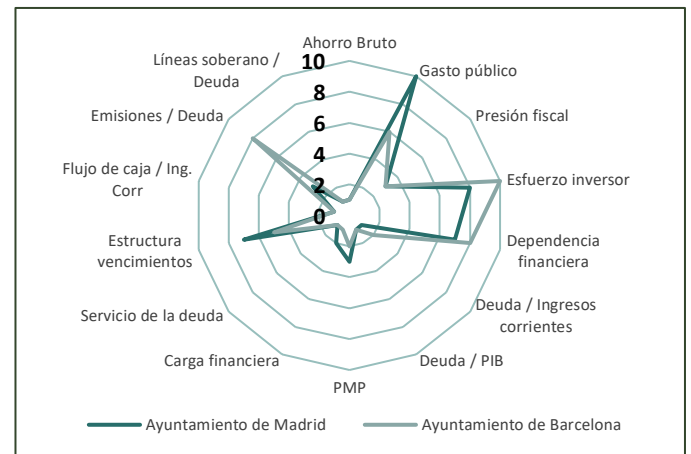 Ahorro Bruto
Gasto público
Presión fiscal
Esfuerzo inversor
Dependencia
financiera
Deuda / Ingresos
corrientes
Deuda / PIB
PMP
Carga financiera
Servicio de la deuda
Estructura
vencimientos
Flujo de caja / Ing.
Corr
Emisiones / Deuda
Líneas soberano /
Deuda
10
8
6
4
2
0
Ayuntamiento de Madrid
Ayuntamiento de Barcelona